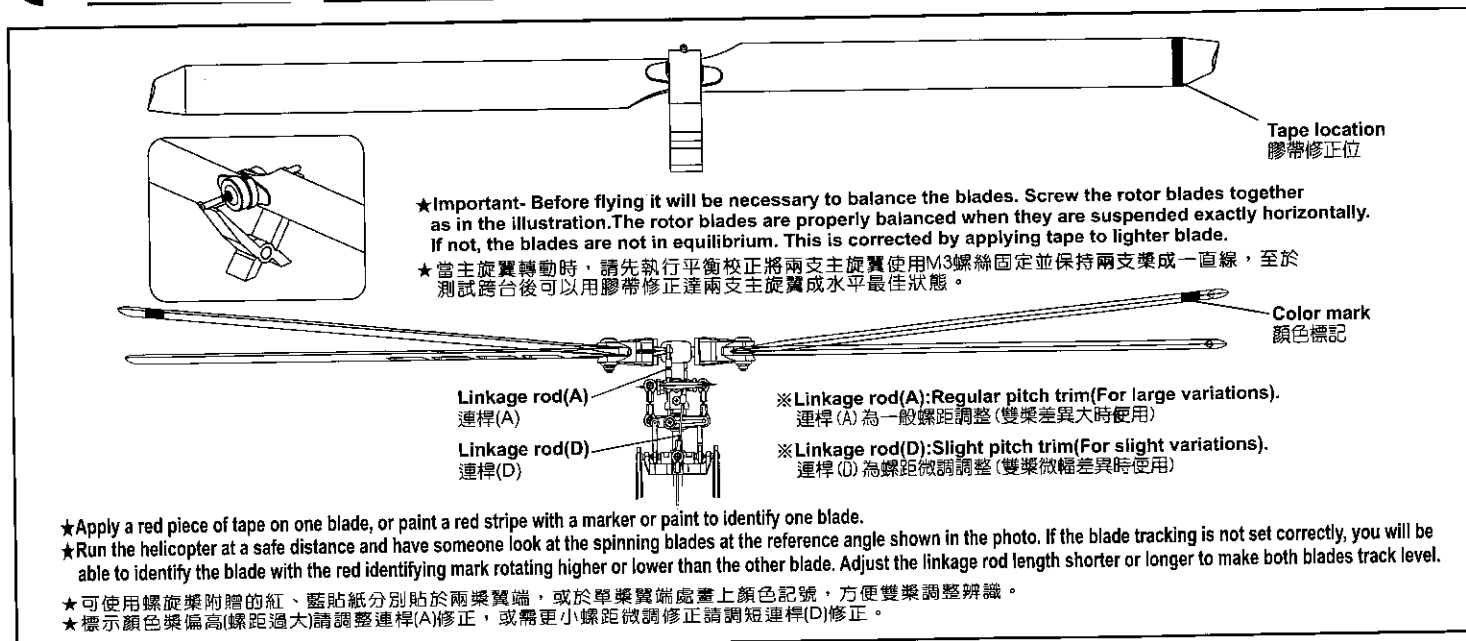 Tape location
膠帶修正位
★Important- Before flying it will be necessary to balance the blades. Screw the rotor blades together
as in the illustration.The rotor blades are properly balanced when they are suspended exactly horizontally.
If not, the blades are not in equilibrium. This is corrected by applying tape to lighter blade.
★當主旋翼轉動時，請先執行平衡校正將兩支主旋翼使用M3螺絲固定並保持兩支槳成一直線，至於
測試跨台後可以用膠帶修正達兩支主旋翼成水平最佳狀態。
Color mark
顏色標記
Linkage rod(A)
連桿(A)
Linkage rod(D)
連桿(D)
※Linkage rod(A):Regular pitch trim(For large variations).
連桿(A)為一般螺距調整(雙槳差異大時使用)
※Linkage rod(D):Slight pitch trim(For slight variations).
連桿(D)為螺距微調調整(雙槳微幅差異時使用)
★Apply a red piece of tape on one blade, or paint a red stripe with a marker or paint to identify one blade.
★Run the helicopter at a safe distance and have someone look at the spinning blades at the reference angle shown in the photo. If the blade tracking is not set correctly, you will be
able to identify the blade with the red identifying mark rotating higher or lower than the other blade. Adjust the linkage rod length shorter or longer to make both blades track level.
★可使用螺旋槳附贈的紅、藍貼紙分別貼於兩槳翼端，或於單槳翼端處畫上顏色記號，方便雙槳調整辨識。
★標示顏色槳偏高(螺距過大)請調整連桿(A)修正，或需更小螺距微調修正請調短連桿(D)修正。